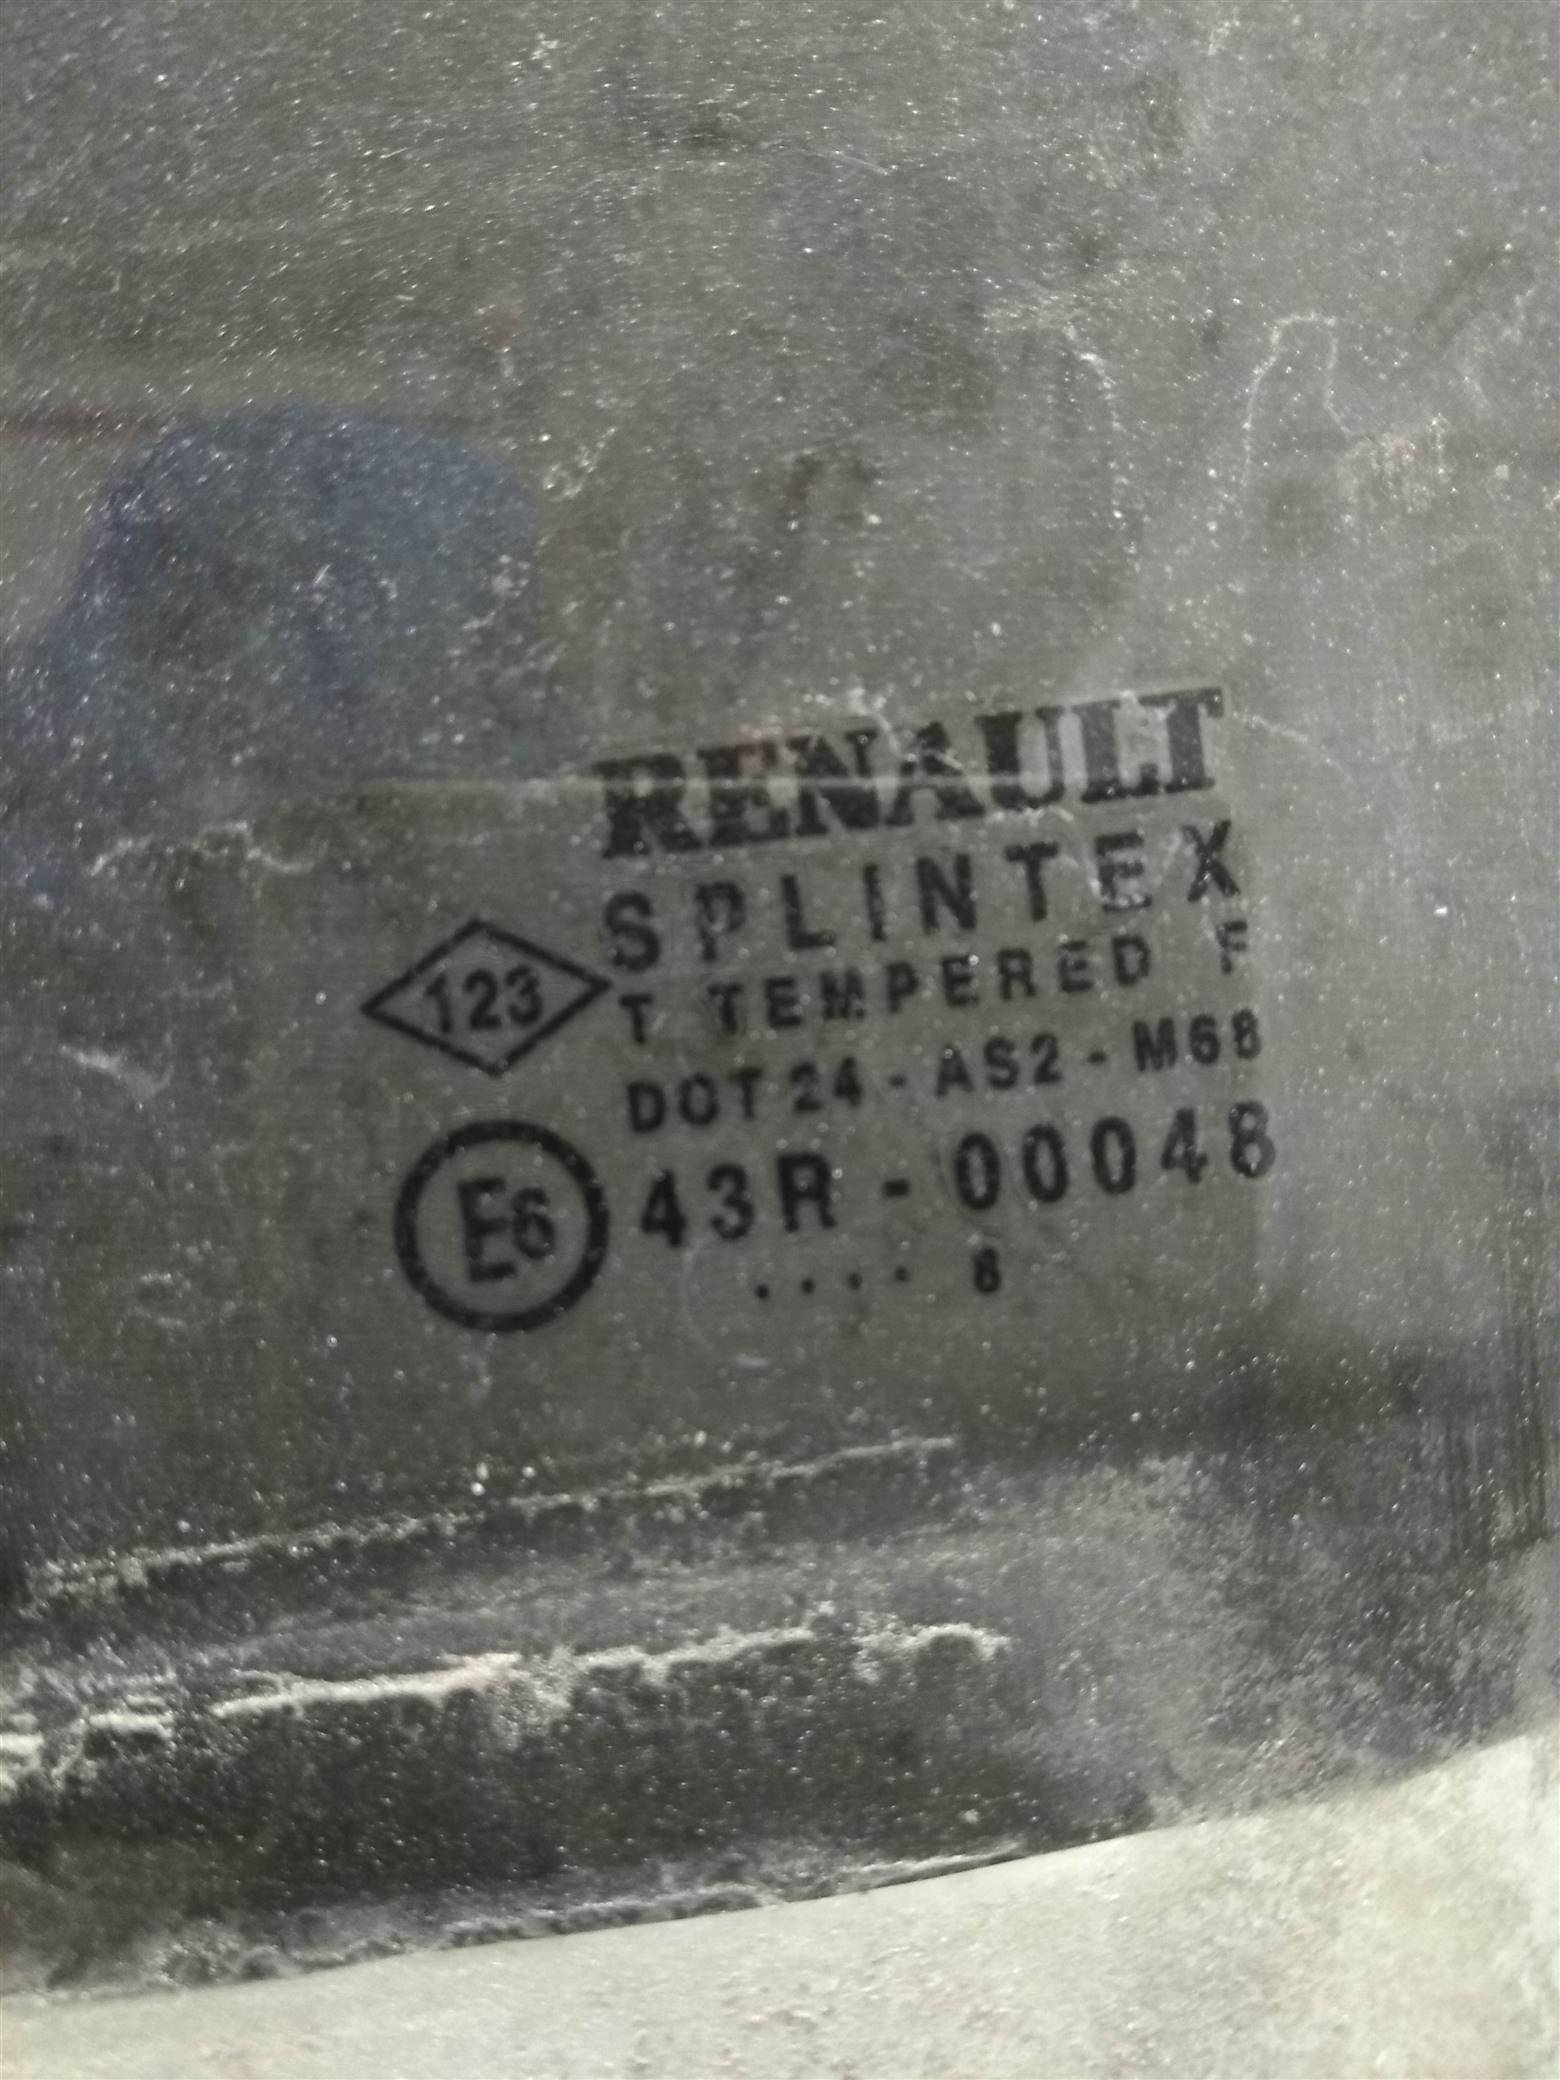 RENAULT
SPLINTEX
123
T TEMPERED F
DOT 24 - AS2 - M68
E6 43R - 00048
.... 8